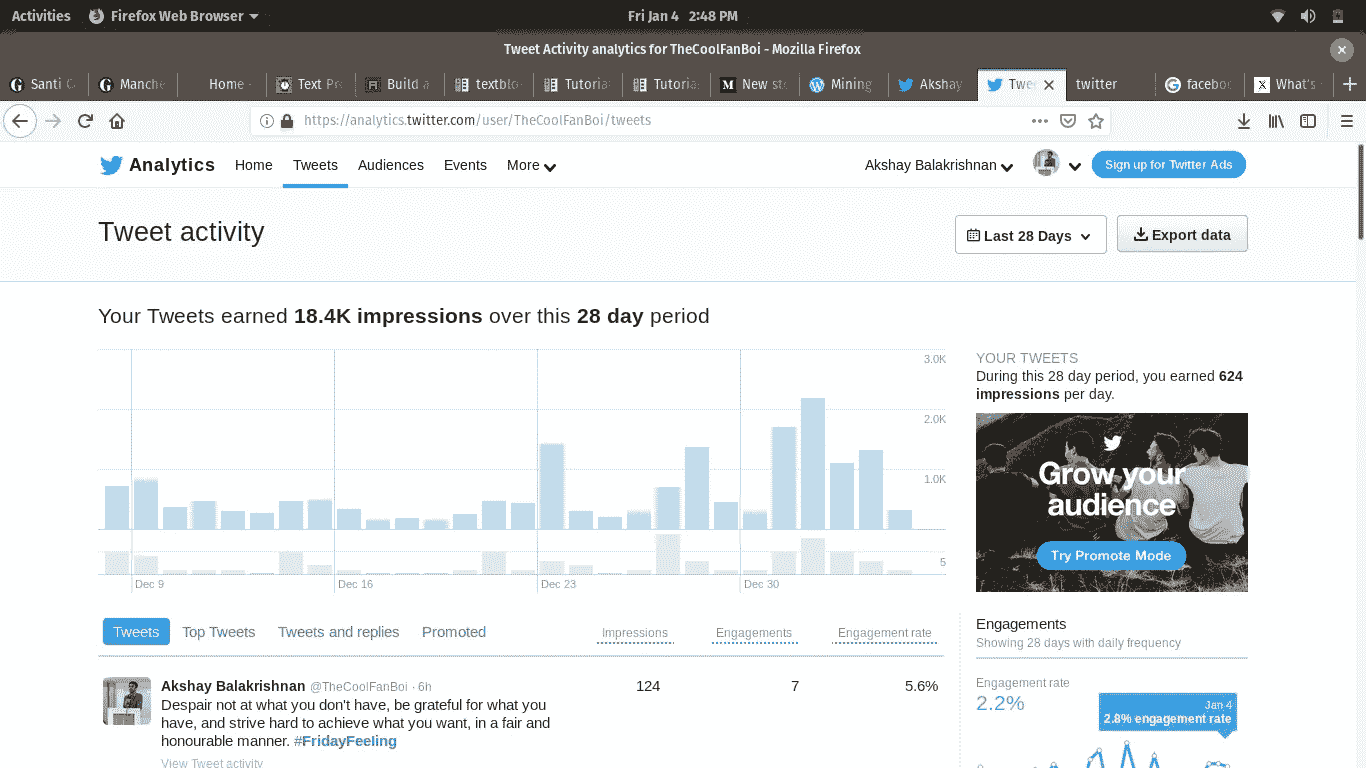 Activities Firefox Web Browser Fri Jan 4 2:48 PM
Tweet Activity analytics for TheCoolFanBoi - Mozilla Firefox
Santi Manche Home - Text Pr Build a textblo Tutoria Tutoria New st Mining Akshay Twe twitter faceboo What's
https://analytics.twitter.com/user/TheCoolFanBoi/tweets
Analytics Home Tweets Audiences Events More Akshay Balakrishnan Sign up for Twitter Ads
Tweet activity
Last 28 Days Export data
Your Tweets earned 18.4K impressions over this 28 day period
3.0K
2.0K
1.0K
5
Dec 9 Dec 16 Dec 23 Dec 30
YOUR TWEETS
During this 28 day period, you earned 624
impressions per day.
Grow your
audience
Try Promote Mode
Tweets Top Tweets Tweets and replies Promoted Impressions Engagements Engagement rate
Akshay Balakrishnan @TheCoolFanBoi · 6h 124 7 5.6%
Despair not at what you don't have, be grateful for what you
have, and strive hard to achieve what you want, in a fair and
honourable manner. #FridayFeeling
View Tweet activity
Engagements
Showing 28 days with daily frequency
Engagement rate
2.2%
Jan 4
2.8% engagement rate